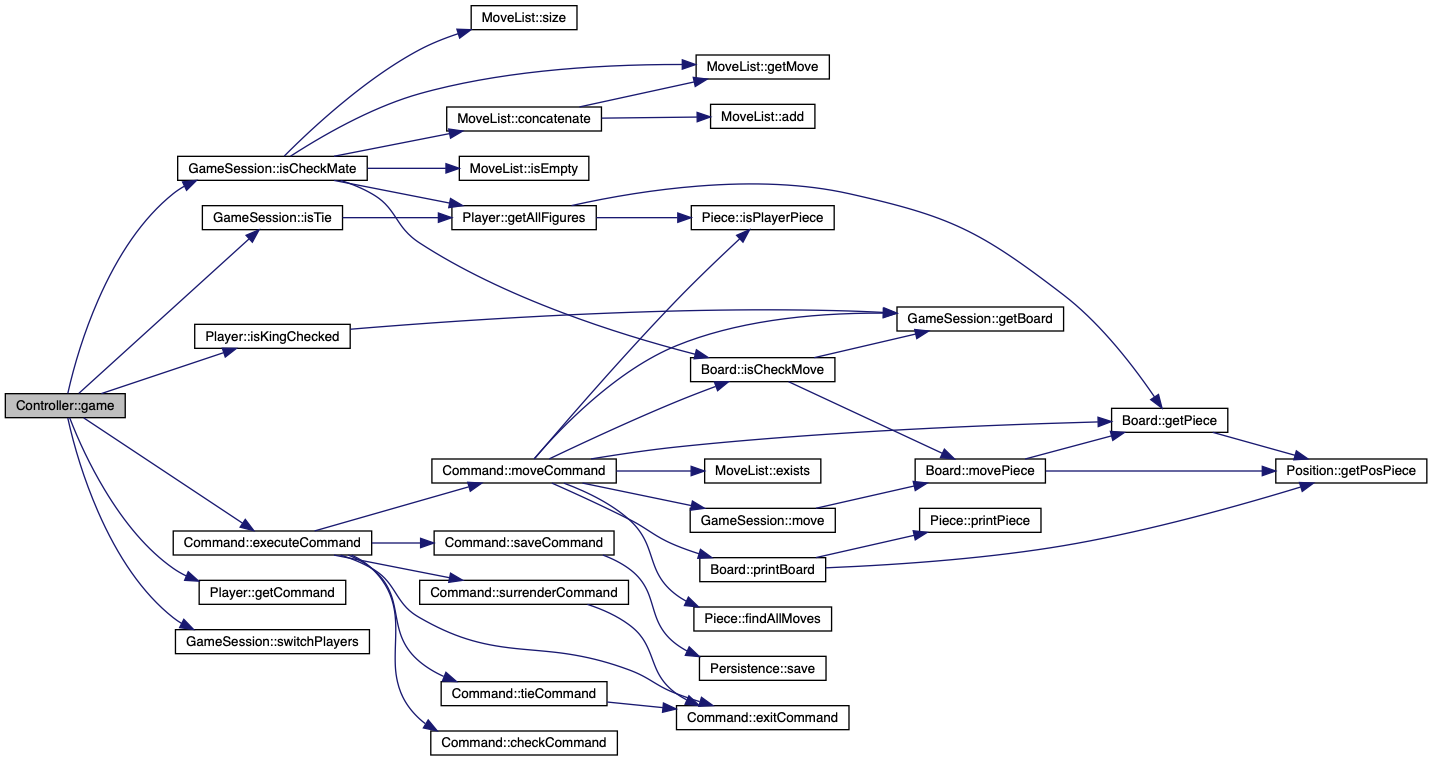 MoveList::size
MoveList::getMove
MoveList::concatenate
MoveList::add
GameSession::isCheckMate
MoveList::isEmpty
GameSession::isTie
Player::getAllFigures
Piece::isPlayerPiece
GameSession::getBoard
Player::isKingChecked
Board::isCheckMove
Controller::game
Board::getPiece
Command::moveCommand
MoveList::exists
Board::movePiece
Position::getPosPiece
GameSession::move
Piece::printPiece
Command::executeCommand
Command::saveCommand
Board::printBoard
Player::getCommand
Command::surrenderCommand
Piece::findAllMoves
GameSession::switchPlayers
Persistence::save
Command::tieCommand
Command::exitCommand
Command::checkCommand